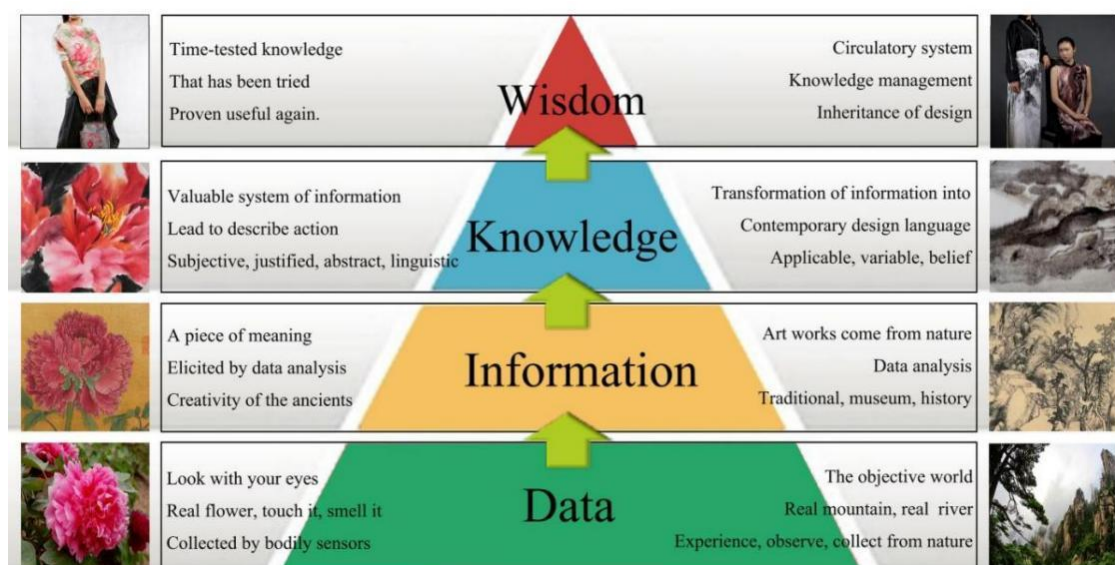 Time-tested knowledge
That has been tried
Proven useful again.
Wisdom
Circulatory system
Knowledge management
Inheritance of design
Valuable system of information
Lead to describe action
Subjective, justified, abstract, linguistic
Knowledge
Transformation of information into
Contemporary design language
Applicable, variable, belief
A piece of meaning
Elicited by data analysis
Creativity of the ancients
Information
Art works come from nature
Data analysis
Traditional, museum, history
Look with your eyes
Real flower, touch it, smell it
Collected by bodily sensors
Data
The objective world
Real mountain, real river
Experience, observe, collect from nature